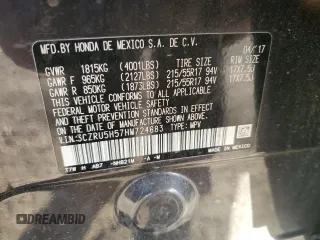 MFD.BY HONDA DE MEXICO S.A. DE C.V. 04/17
GVWR 1815KG (4001LBS) TIRE SIZE
GAWR F 965KG (2127LBS) 215/55R17 94V 17X7.5J
GAWR R 850KG (1873LBS) 215/55R17 94V 17X7.5J
THIS VEHICLE CONFORMS TO ALL APPLICABLE
FEDERAL MOTOR VEHICLE SAFETY AND
THEFT PREVENTION STANDARDS IN EFFECT ON
THE DATE OF MANUFACTURE SHOWN ABOVE.
V.I.N.:3CZRU5H57HM724683 TYPE: MPV
MADE IN MEXICO
T7W H AB7 -NH821M -A -W
DREAMBID